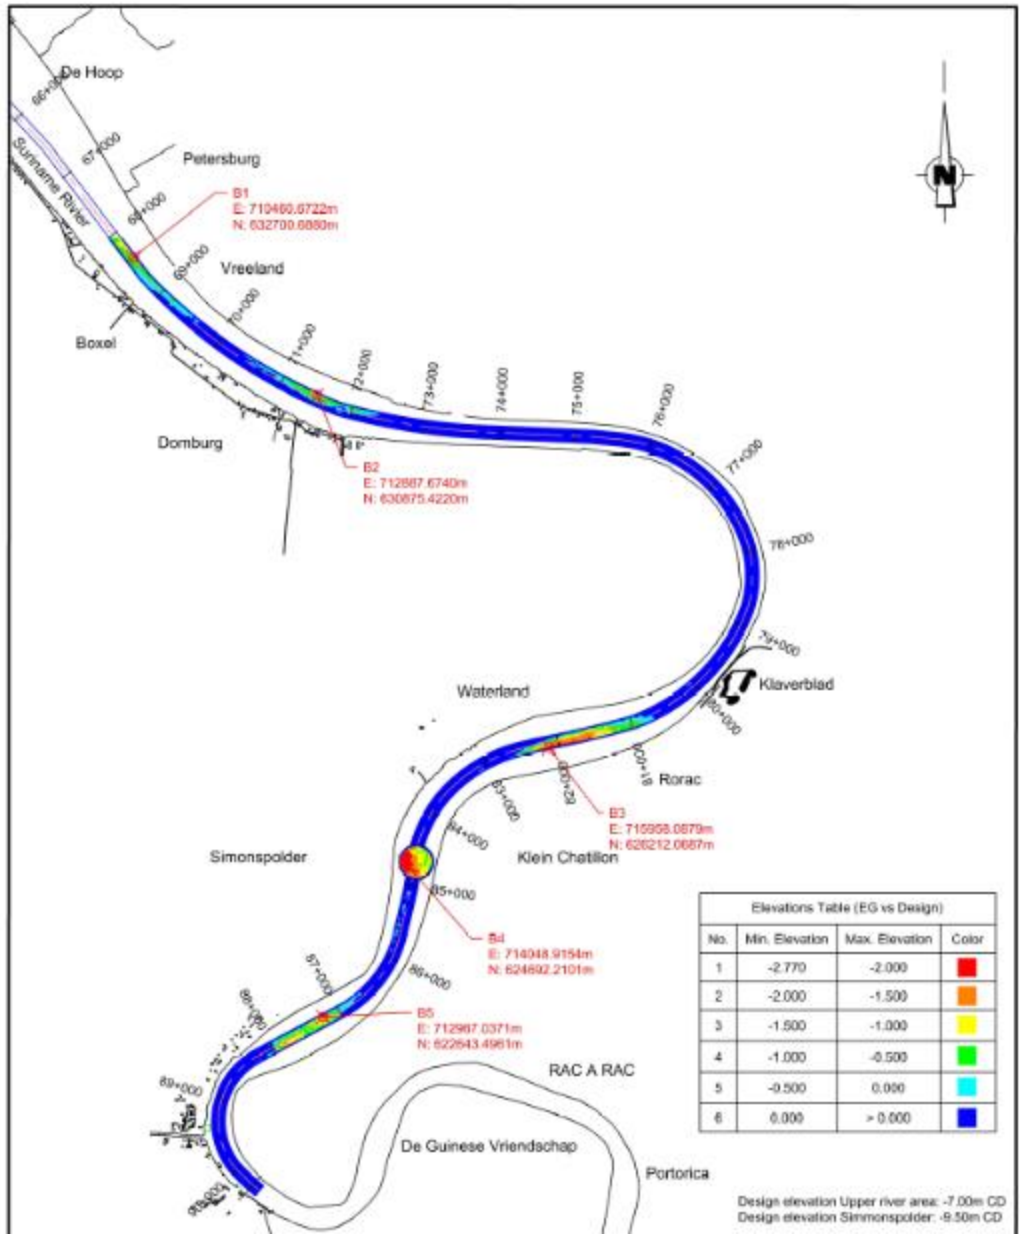 De Hoop
66+000
Suriname Rivier
67+000
Petersburg
68+000
B1
E: 710460.6722m
N: 632700.6880m
N
69+000
Vreeland
70+000
Boxel
71+000
72+000
73+000
74+000
75+000
76+000
Domburg
77+000
B2
E: 712887.6740m
N: 630875.4220m
78+000
79+000
Waterland
Klaverblad
80+000
81+000
Rorac
82+000
83+000
B3
E: 715958.0879m
N: 626212.0687m
84+000
Simonspolder
Klein Chatillon
85+000
B4
E: 714048.9154m
N: 624692.2101m
86+000
87+000
B5
E: 712967.0371m
N: 622643.4961m
88+000
RAC A RAC
89+000
De Guinese Vriendschap
Portorica
Elevations Table (EG vs Design)
No. Min. Elevation Max. Elevation Color
1 -2.770 -2.000
2 -2.000 -1.500
3 -1.500 -1.000
4 -1.000 -0.500
5 -0.500 0.000
6 0.000 > 0.000
Design elevation Upper river area: -7.00m CD
Design elevation Simmonspolder: -9.50m CD